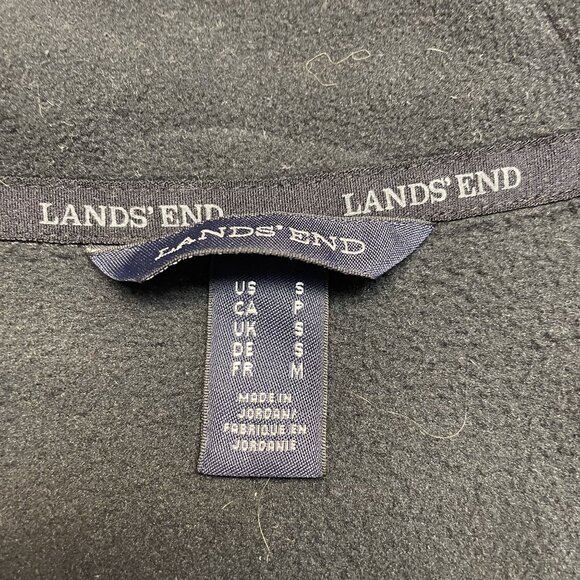 LANDS' END LANDS' END
LANDS' END
US S
CA P
UK S
DE S
FR M
MADE IN
JORDAN/
FABRIQUE EN
JORDANIE